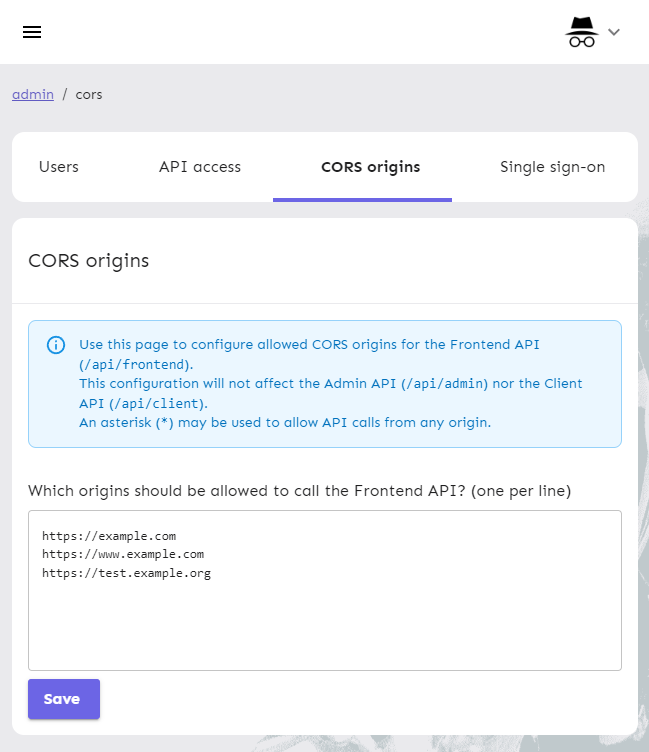 admin / cors
Users API access CORS origins Single sign-on
CORS origins
Use this page to configure allowed CORS origins for the Frontend API
(/api/frontend).
This configuration will not affect the Admin API (/api/admin) nor the Client
API (/api/client).
An asterisk (*) may be used to allow API calls from any origin.
Which origins should be allowed to call the Frontend API? (one per line)
https://example.com
https://www.example.com
https://test.example.org
Save